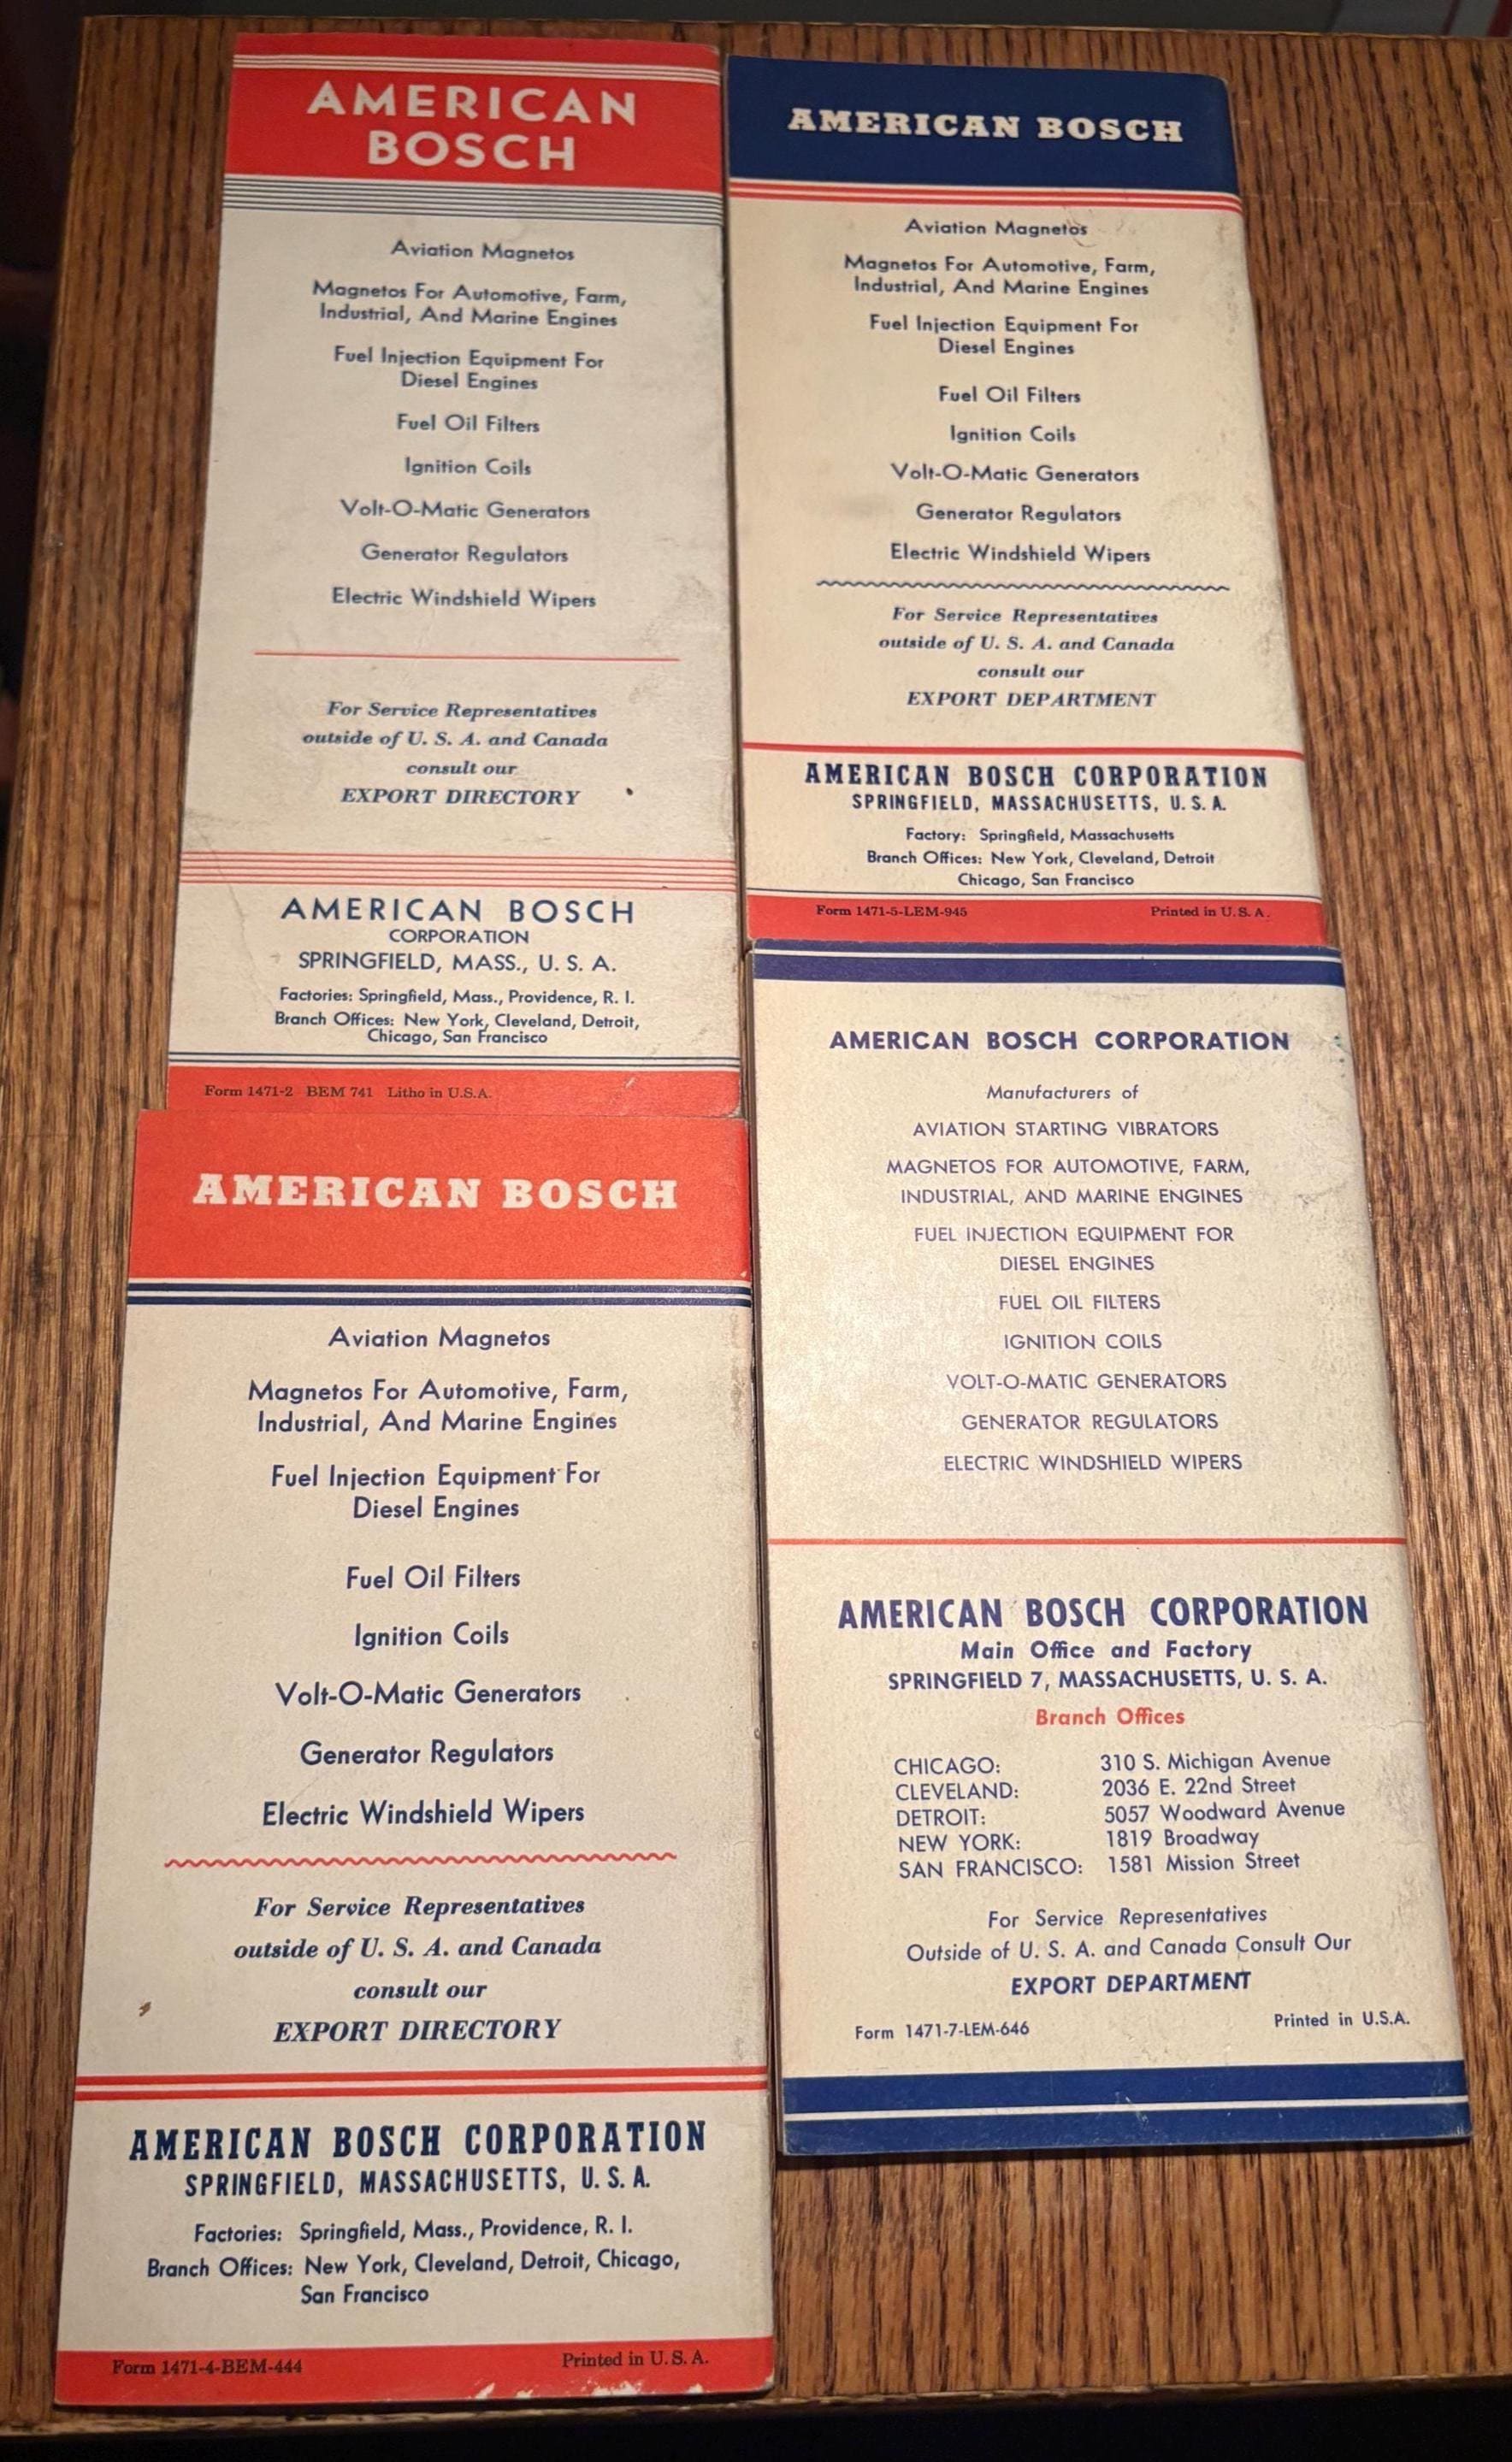 AMERICAN
BOSCH
Aviation Magnetos
Magnetos For Automotive, Farm,
Industrial, And Marine Engines
Fuel Injection Equipment For
Diesel Engines
Fuel Oil Filters
Ignition Coils
Volt-O-Matic Generators
Generator Regulators
Electric Windshield Wipers
For Service Representatives
outside of U. S. A. and Canada
consult our
EXPORT DIRECTORY
AMERICAN BOSCH
CORPORATION
SPRINGFIELD, MASS., U. S. A.
Factories: Springfield, Mass., Providence, R. I.
Branch Offices: New York, Cleveland, Detroit,
Chicago, San Francisco
Form 1471-2 BEM 741 Litho in U.S.A.
AMERICAN BOSCH
Aviation Magnetos
Magnetos For Automotive, Farm,
Industrial, And Marine Engines
Fuel Injection Equipment For
Diesel Engines
Fuel Oil Filters
Ignition Coils
Volt-O-Matic Generators
Generator Regulators
Electric Windshield Wipers
For Service Representatives
outside of U. S. A. and Canada
consult our
EXPORT DEPARTMENT
AMERICAN BOSCH CORPORATION
SPRINGFIELD, MASSACHUSETTS, U. S. A.
Factory: Springfield, Massachusetts
Branch Offices: New York, Cleveland, Detroit
Chicago, San Francisco
Form 1471-5-LEM-945 Printed in U. S. A.
AMERICAN BOSCH
Aviation Magnetos
Magnetos For Automotive, Farm,
Industrial, And Marine Engines
Fuel Injection Equipment For
Diesel Engines
Fuel Oil Filters
Ignition Coils
Volt-O-Matic Generators
Generator Regulators
Electric Windshield Wipers
For Service Representatives
outside of U. S. A. and Canada
consult our
EXPORT DIRECTORY
AMERICAN BOSCH CORPORATION
SPRINGFIELD, MASSACHUSETTS, U. S. A.
Factories: Springfield, Mass., Providence, R. I.
Branch Offices: New York, Cleveland, Detroit, Chicago,
San Francisco
Form 1471-4-BEM-444 Printed in U. S. A.
AMERICAN BOSCH CORPORATION
Manufacturers of
AVIATION STARTING VIBRATORS
MAGNETOS FOR AUTOMOTIVE, FARM,
INDUSTRIAL, AND MARINE ENGINES
FUEL INJECTION EQUIPMENT FOR
DIESEL ENGINES
FUEL OIL FILTERS
IGNITION COILS
VOLT-O-MATIC GENERATORS
GENERATOR REGULATORS
ELECTRIC WINDSHIELD WIPERS
AMERICAN BOSCH CORPORATION
Main Office and Factory
SPRINGFIELD 7, MASSACHUSETTS, U. S. A.
Branch Offices
CHICAGO: 310 S. Michigan Avenue
CLEVELAND: 2036 E. 22nd Street
DETROIT: 5057 Woodward Avenue
NEW YORK: 1819 Broadway
SAN FRANCISCO: 1581 Mission Street
For Service Representatives
Outside of U. S. A. and Canada Consult Our
EXPORT DEPARTMENT
Form 1471-7-LEM-646 Printed in U.S.A.